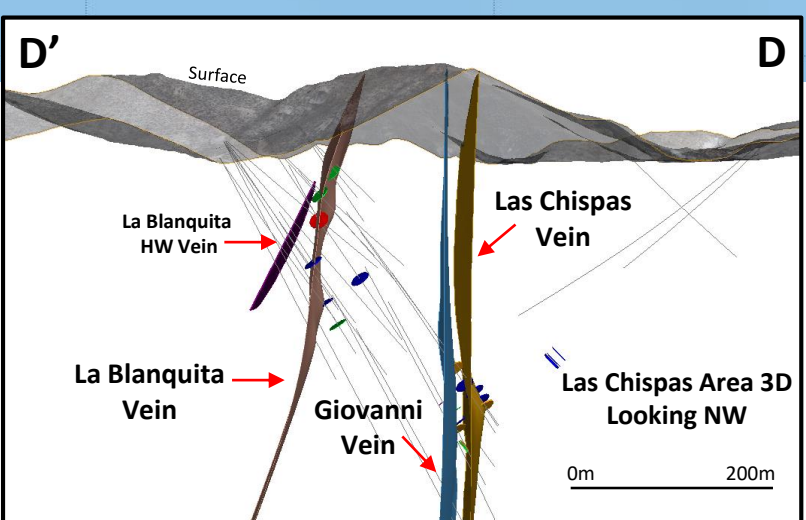 D’
D
Surface
La Blanquita
HW Vein
Las Chispas
Vein
La Blanquita
Vein
Giovanni
Vein
Las Chispas Area 3D
Looking NW
0m
200m